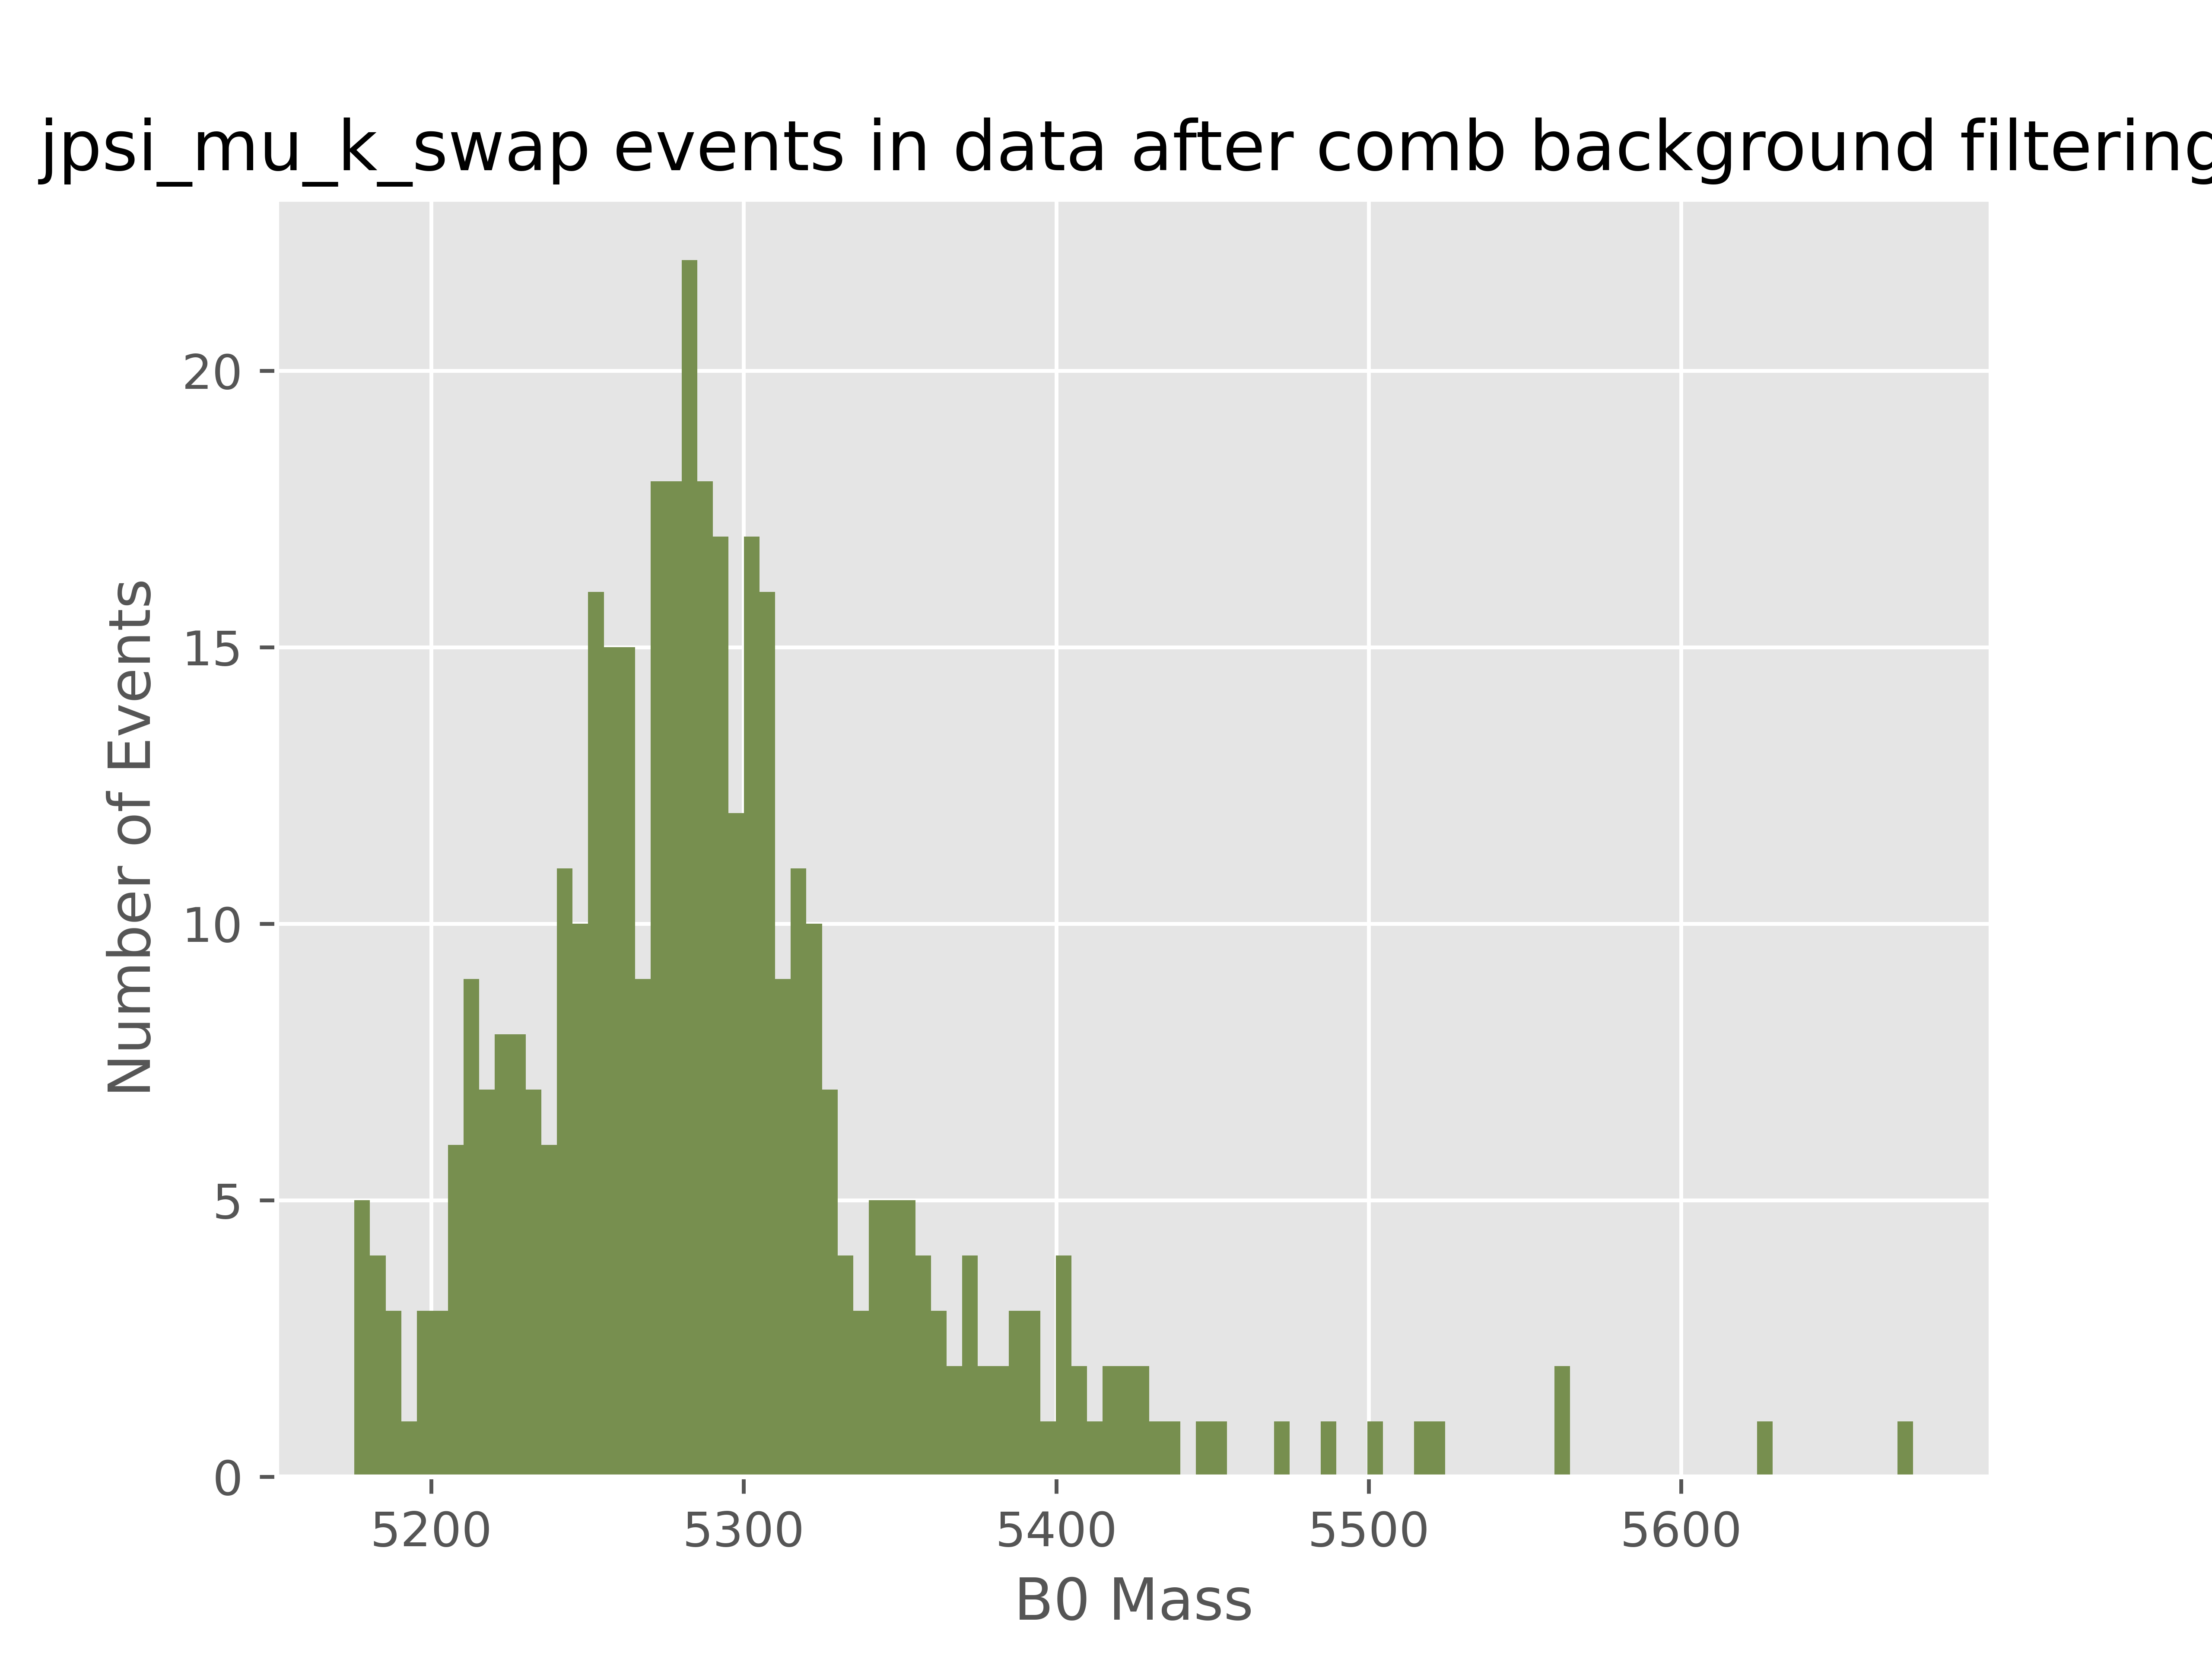 jpsi_mu_k_swap events in data after comb background filtering
20
15
10
5
0
Number of Events
5200 5300 5400 5500 5600
B0 Mass